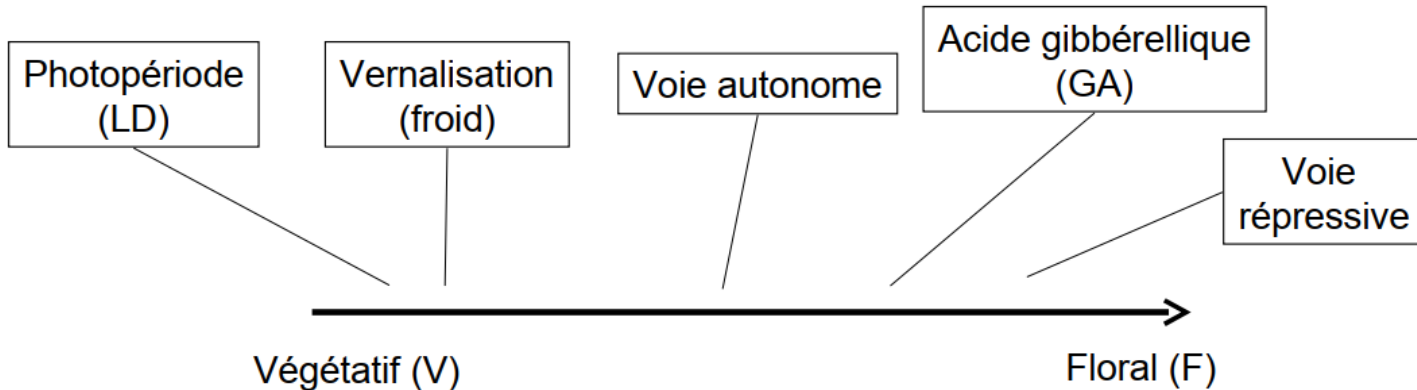 Photopériode
(LD)
Vernalisation
(froid)
Voie autonome
Acide gibbérellique
(GA)
Voie
répressive
Végétatif (V)
Floral (F)